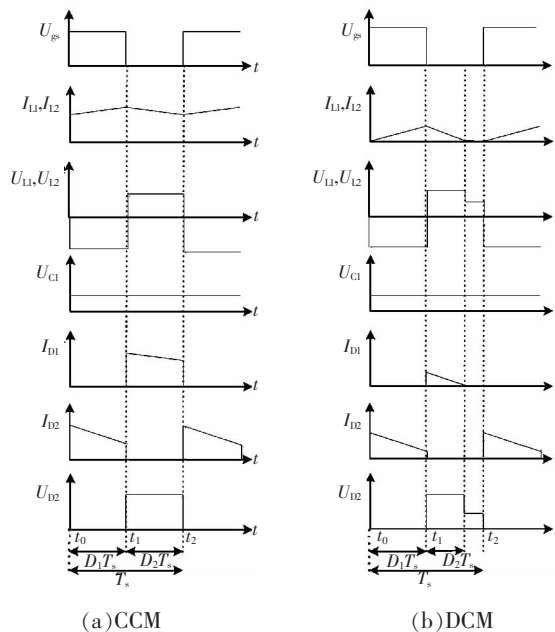 U_gs
t
I_L1,I_L2
t
U_L1,U_L2
t
U_C1
t
I_D1
t
I_D2
t
U_D2
t_0
t_1
t_2
t
D_1T_s
D_2T_s
T_s
(a)CCM
U_gs
t
I_L1,I_L2
t
U_L1,U_L2
t
U_C1
t
I_D1
t
I_D2
t
U_D2
t_0
t_1
t_2
t
D_1T_s
D_2T_s
T_s
(b)DCM